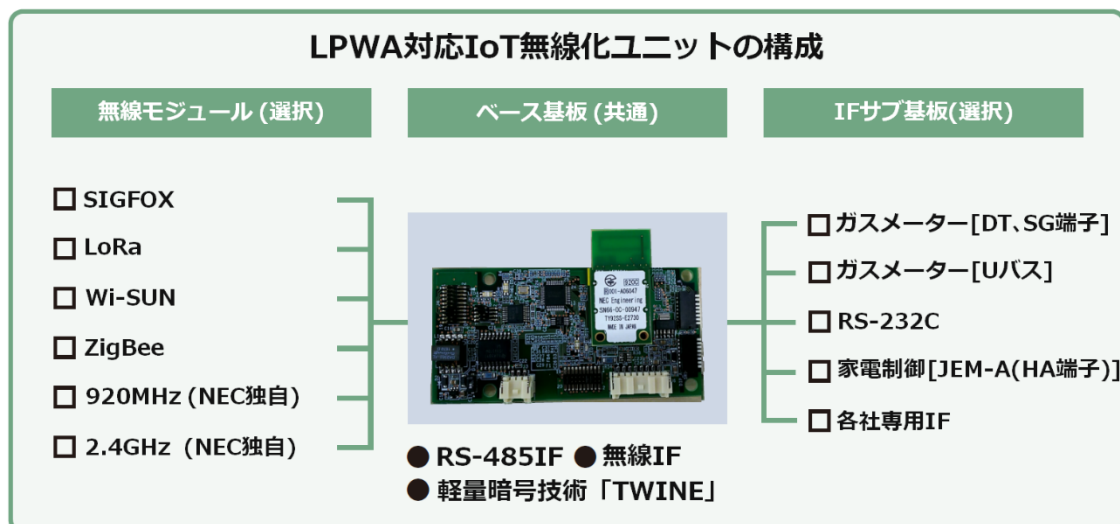 LPWA対応IoT無線化ユニットの構成
無線モジュール (選択)
□ SIGFOX
□ LoRa
□ Wi-SUN
□ ZigBee
□ 920MHz (NEC独自)
□ 2.4GHz (NEC独自)
ベース基板 (共通)
NEC Engineering
MADE IN JAPAN
● RS-485IF ● 無線IF
● 軽量暗号技術「TWINE」
IFサブ基板(選択)
□ ガスメーター[DT、SG端子]
□ ガスメーター[Uバス]
□ RS-232C
□ 家電制御[JEM-A(HA端子)]
□ 各社専用IF